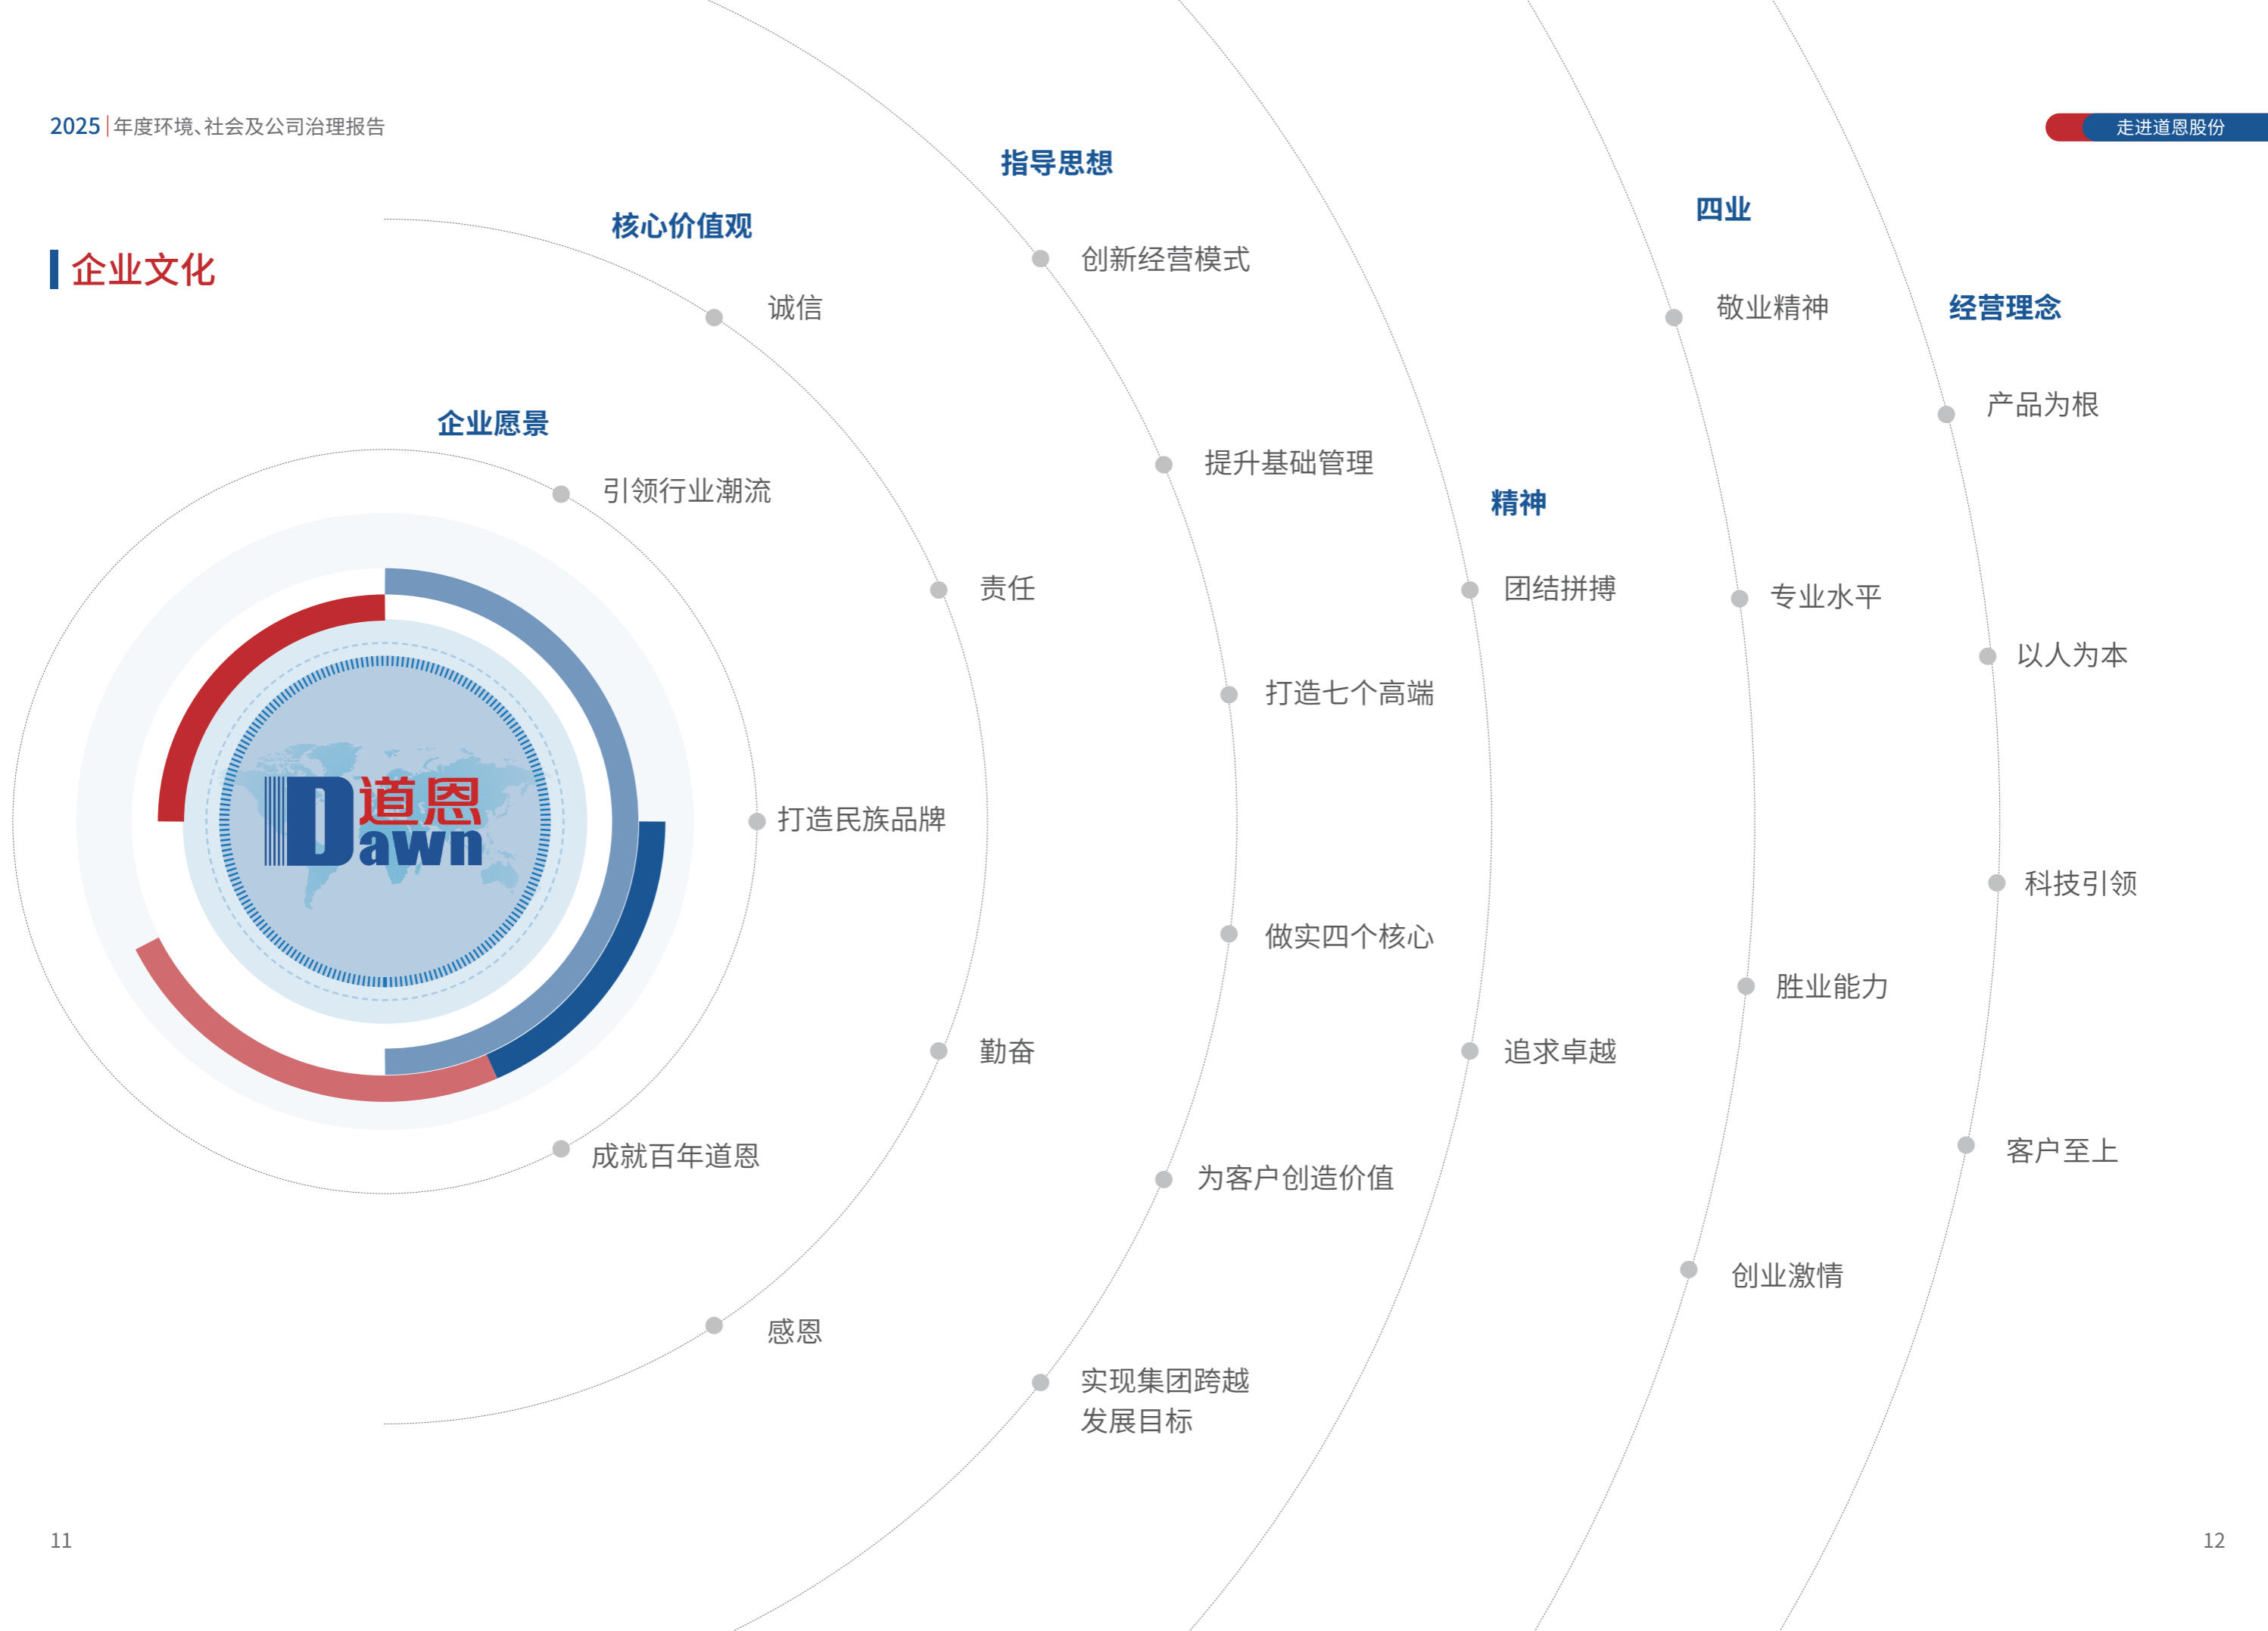 2025 年度环境、社会及公司治理报告
走进道恩股份
企业文化
企业愿景
引领行业潮流
打造民族品牌
成就百年道恩
道恩
Dawn
核心价值观
诚信
责任
勤奋
感恩
指导思想
创新经营模式
提升基础管理
打造七个高端
做实四个核心
为客户创造价值
实现集团跨越
发展目标
精神
团结拼搏
追求卓越
四业
敬业精神
专业水平
胜业能力
创业激情
经营理念
产品为根
以人为本
科技引领
客户至上
11
12